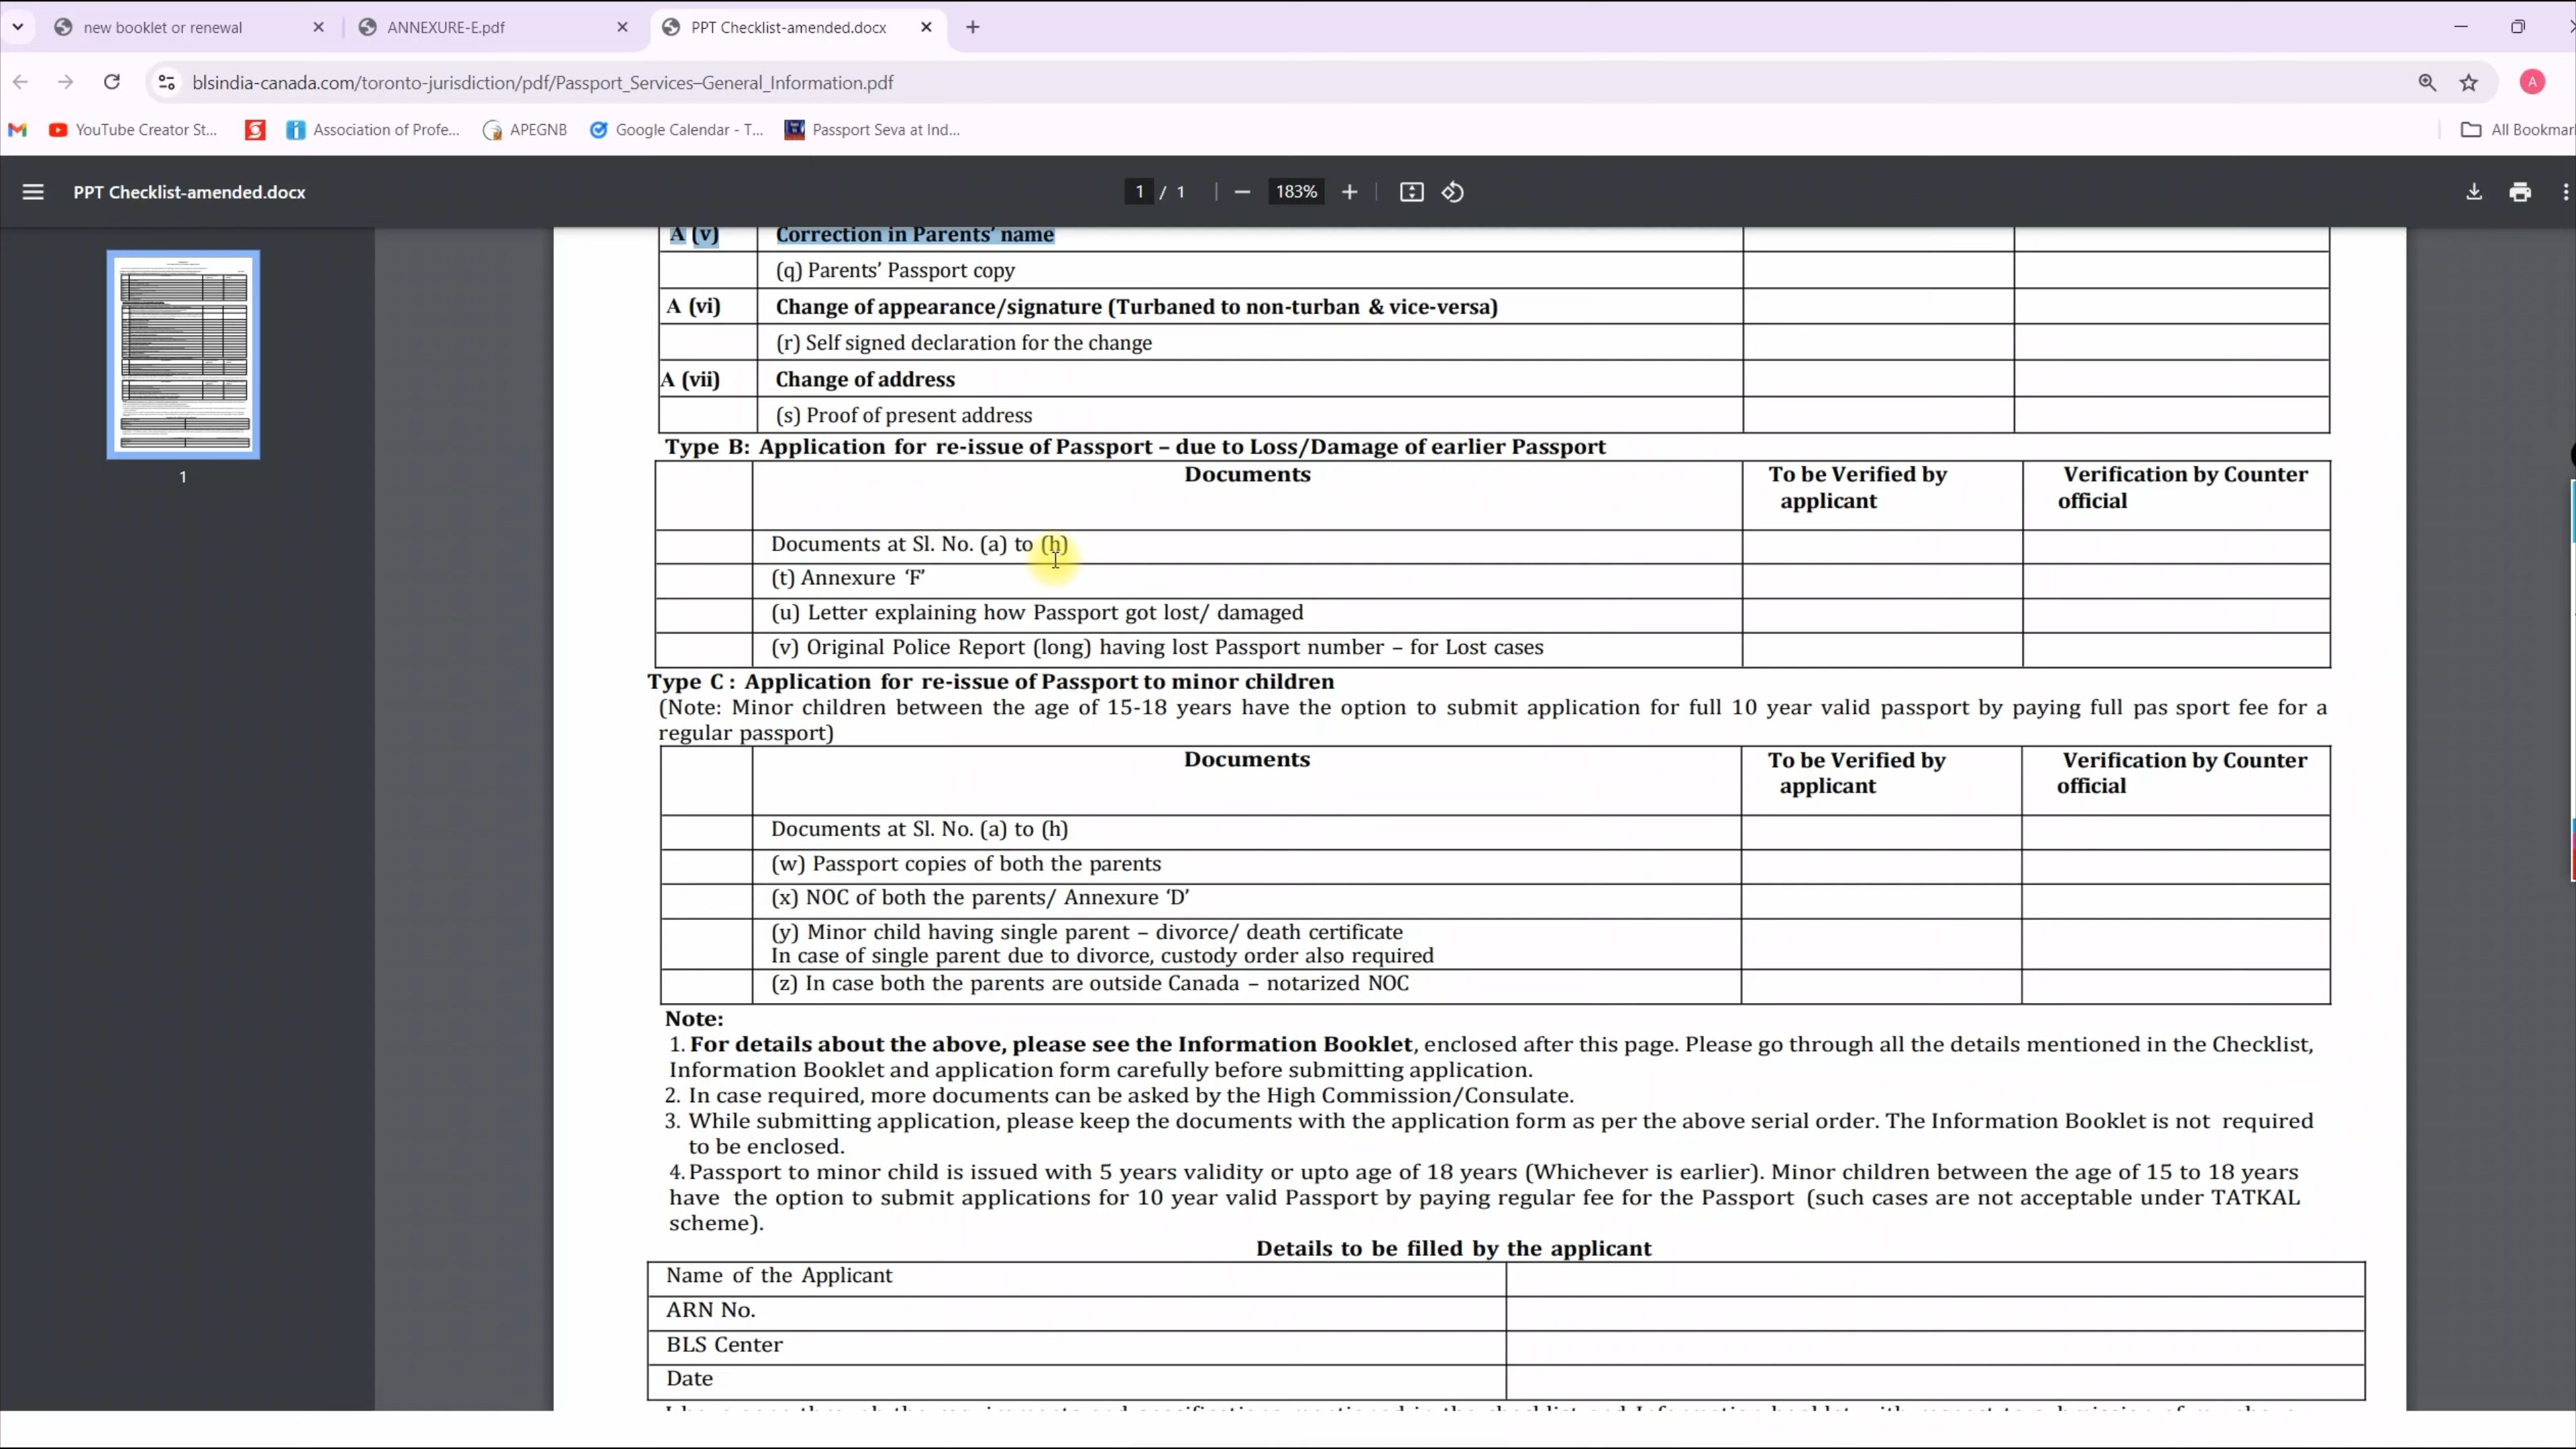 new booklet or renewal
ANNEXURE-E.pdf
PPT Checklist-amended.docx
blsindia-canada.com/toronto-jurisdiction/pdf/Passport_Services–General_Information.pdf
A
YouTube Creator St...
Association of Profe...
APEGNB
Google Calendar - T...
Passport Seva at Ind...
All Bookmar
PPT Checklist-amended.docx
1 / 1
183%
1
A (v) Correction in Parents’ name
(q) Parents’ Passport copy
A (vi) Change of appearance/signature (Turbaned to non-turban & vice-versa)
(r) Self signed declaration for the change
A (vii) Change of address
(s) Proof of present address
Type B: Application for re-issue of Passport – due to Loss/Damage of earlier Passport
Documents To be Verified by Verification by Counter
applicant official
Documents at Sl. No. (a) to (h)
(t) Annexure ‘F’
(u) Letter explaining how Passport got lost/ damaged
(v) Original Police Report (long) having lost Passport number – for Lost cases
Type C : Application for re-issue of Passport to minor children
(Note: Minor children between the age of 15-18 years have the option to submit application for full 10 year valid passport by paying full pas sport fee for a
regular passport)
Documents To be Verified by Verification by Counter
applicant official
Documents at Sl. No. (a) to (h)
(w) Passport copies of both the parents
(x) NOC of both the parents/ Annexure ‘D’
(y) Minor child having single parent – divorce/ death certificate
In case of single parent due to divorce, custody order also required
(z) In case both the parents are outside Canada – notarized NOC
Note:
1. For details about the above, please see the Information Booklet, enclosed after this page. Please go through all the details mentioned in the Checklist,
Information Booklet and application form carefully before submitting application.
2. In case required, more documents can be asked by the High Commission/Consulate.
3. While submitting application, please keep the documents with the application form as per the above serial order. The Information Booklet is not required
to be enclosed.
4. Passport to minor child is issued with 5 years validity or upto age of 18 years (Whichever is earlier). Minor children between the age of 15 to 18 years
have the option to submit applications for 10 year valid Passport by paying regular fee for the Passport (such cases are not acceptable under TATKAL
scheme).
Details to be filled by the applicant
Name of the Applicant
ARN No.
BLS Center
Date